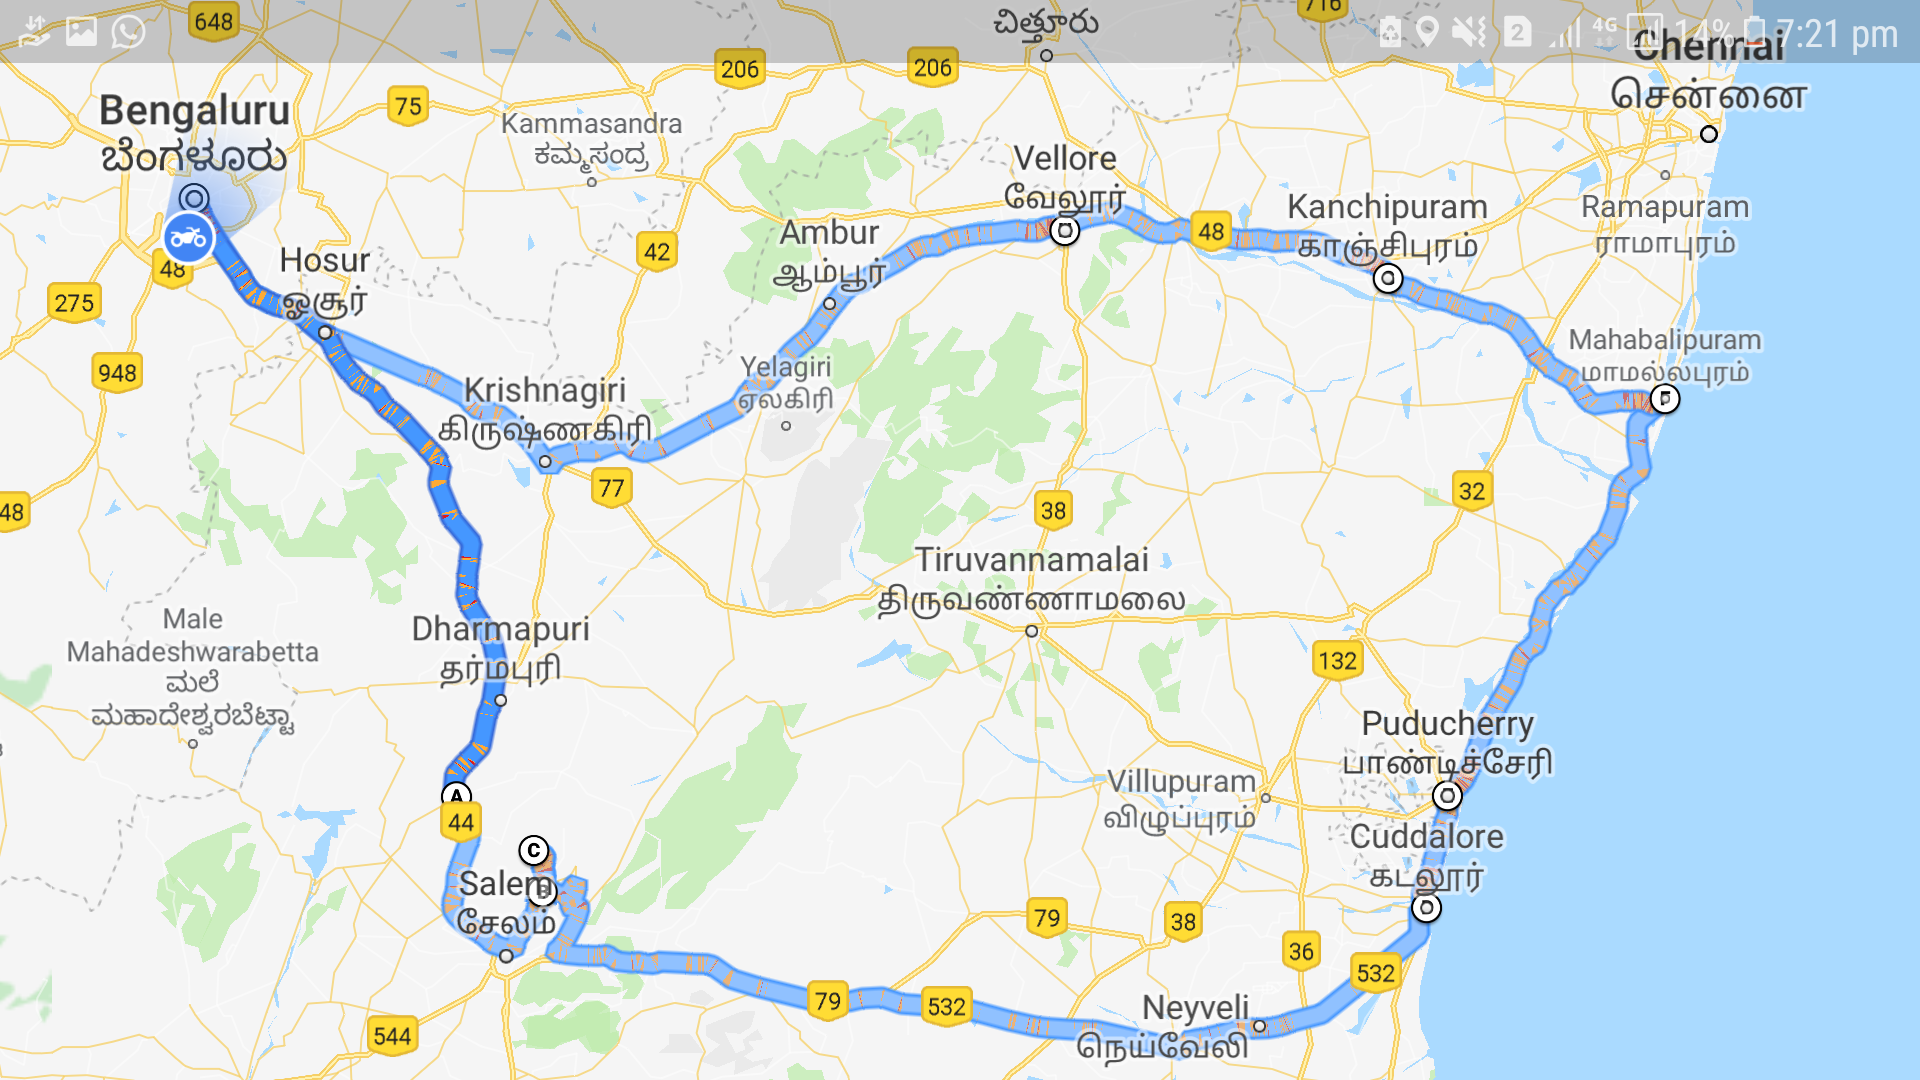 716
648
చిత్తూరు
2
4G
14%
7:21 pm
Chennai
சென்னை
206
206
75
Bengaluru
ಬೆಂಗಳೂರು
Kammasandra
ಕಮ್ಮಸಂದ್ರ
Vellore
வேலூர்
Kanchipuram
காஞ்சிபுரம்
Ramapuram
ராமாபுரம்
48
Ambur
ஆம்பூர்
42
Hosur
ஓசூர்
48
275
948
Mahabalipuram
மாமல்லபுரம்
Yelagiri
ஏலகிரி
Krishnagiri
கிருஷ்ணகிரி
77
48
38
32
Tiruvannamalai
திருவண்ணாமலை
Male
Mahadeshwarabetta
ಮಲೆ
ಮಹಾದೇಶ್ವರಬೆಟ್ಟಾ
Dharmapuri
தர்மபுரி
132
Puducherry
பாண்டிச்சேரி
Villupuram
விழுப்புரம்
A
44
Cuddalore
கடலூர்
C
Salem
சேலம்
B
79
38
36
532
79
532
Neyveli
நெய்வேலி
544